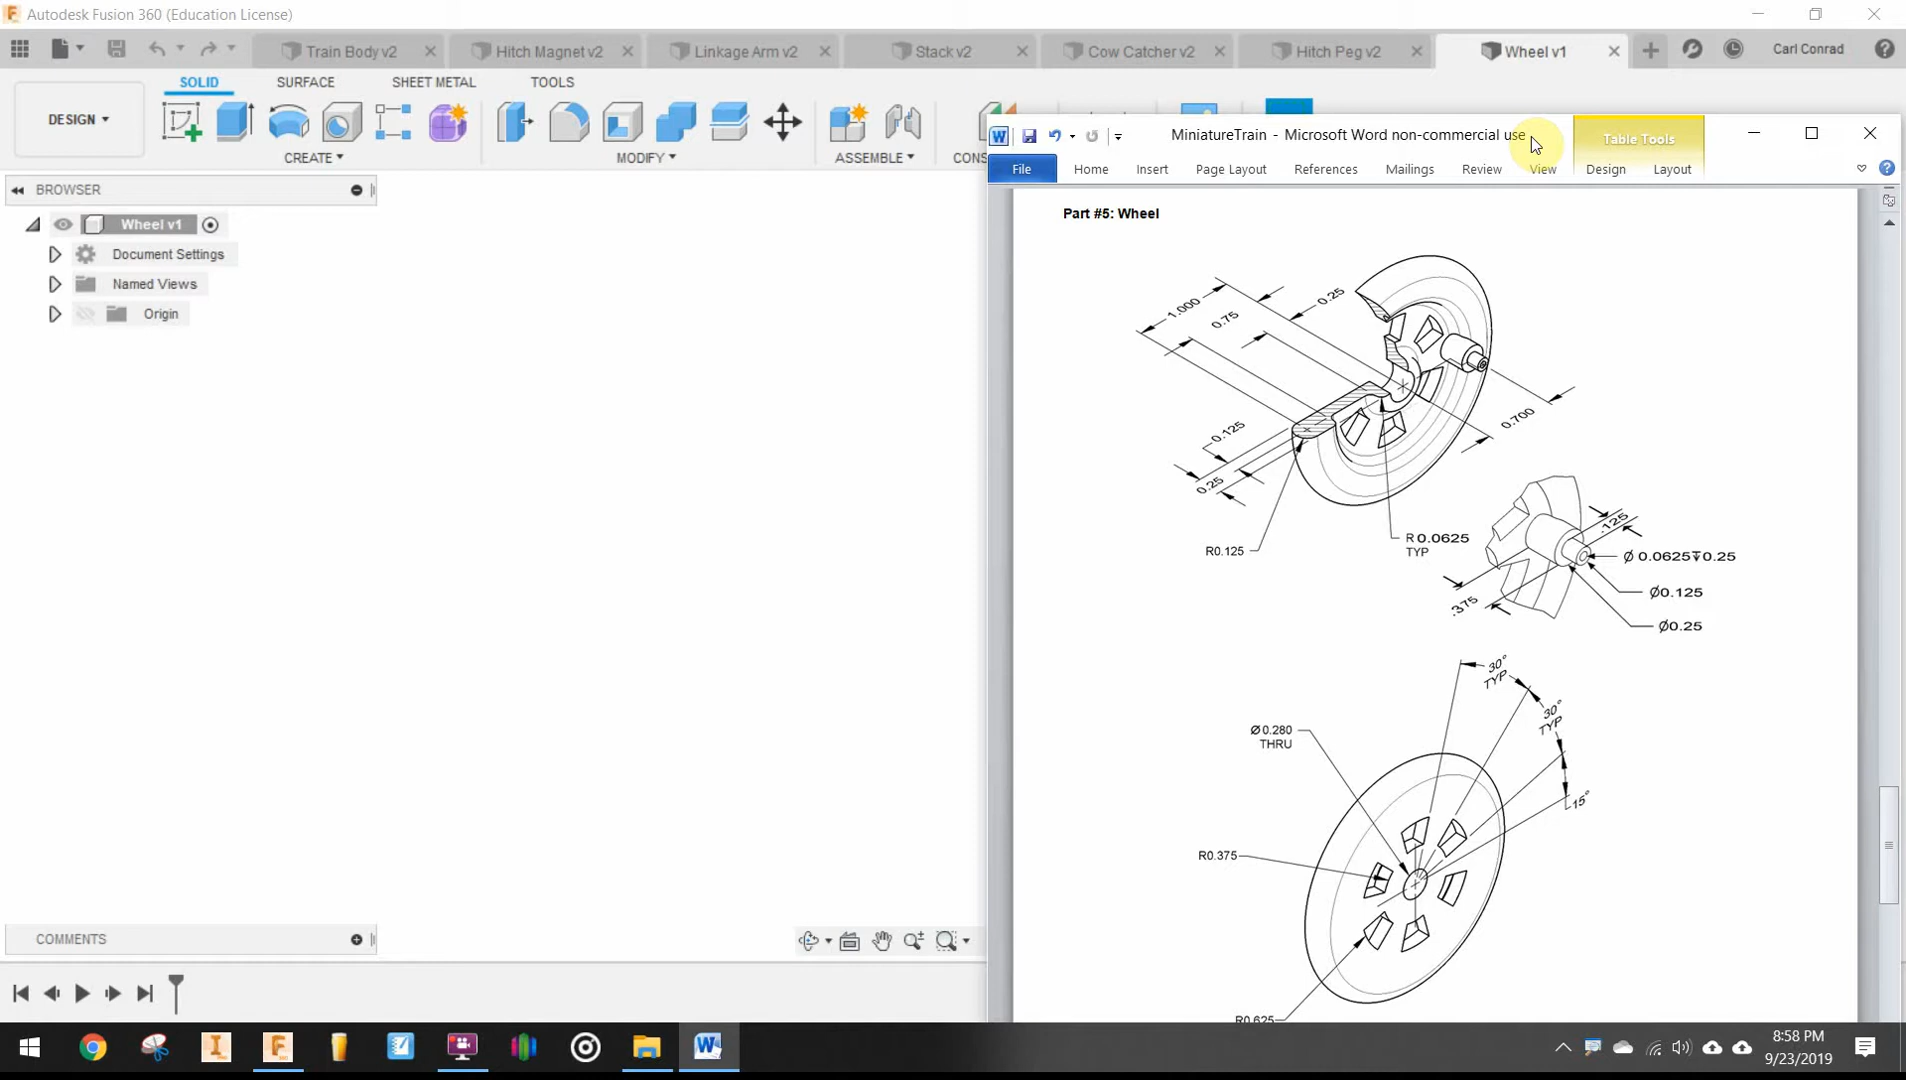 Autodesk Fusion 360 (Education License)
Train Body v2
Hitch Magnet v2
Linkage Arm v2
Stack v2
Cow Catcher v2
Hitch Peg v2
Wheel v1
Carl Conrad
SOLID
SURFACE
SHEET METAL
TOOLS
DESIGN
CREATE
MODIFY
ASSEMBLE
CONS
BROWSER
Wheel v1
Document Settings
Named Views
Origin
MiniatureTrain - Microsoft Word non-commercial use
Table Tools
File
Home
Insert
Page Layout
References
Mailings
Review
View
Design
Layout
Part #5: Wheel
1.000
0.75
0.25
0.700
0.125
0.25
R0.125
R0.0625
TYP
.125
Ø 0.0625↧0.25
Ø0.125
Ø0.25
.375
30°
TYP
30°
TYP
15°
Ø0.280
THRU
R0.375
R0.625
COMMENTS
8:58 PM
9/23/2019